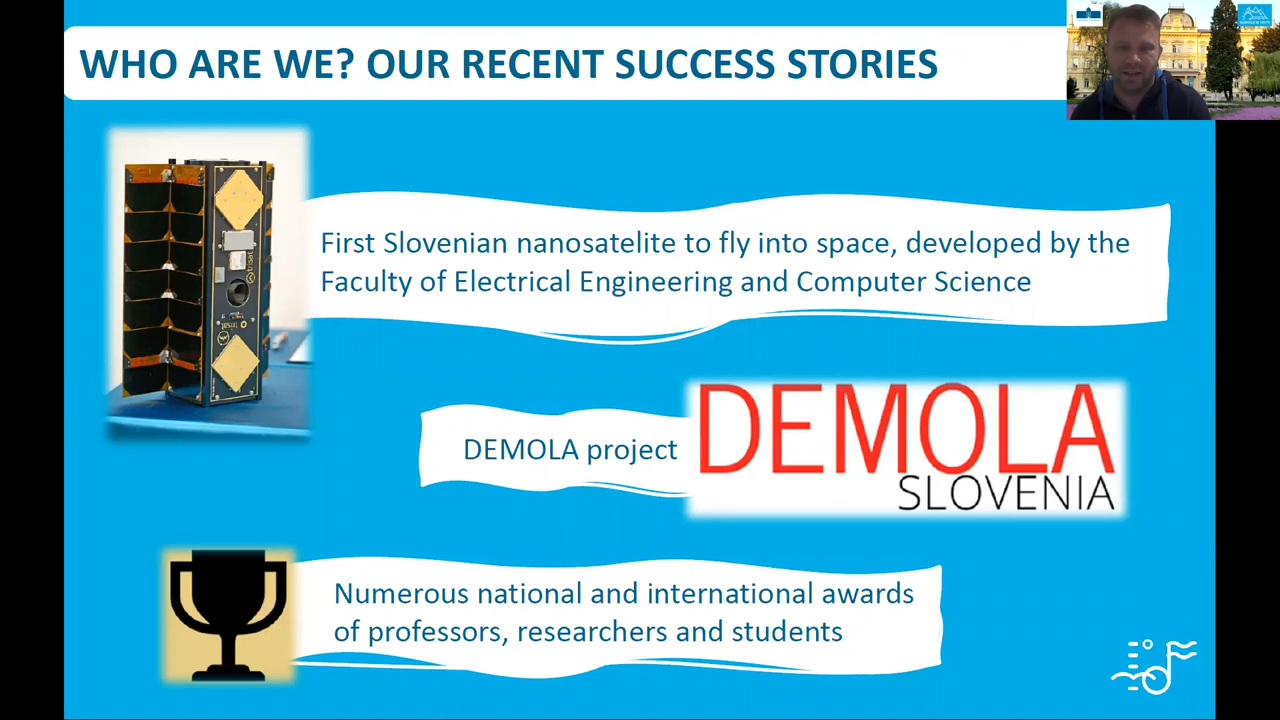 WHO ARE WE? OUR RECENT SUCCESS STORIES
First Slovenian nanosatelite to fly into space, developed by the
Faculty of Electrical Engineering and Computer Science
trisat
DEMOLA project
DEMOLA
SLOVENIA
Numerous national and international awards
of professors, researchers and students